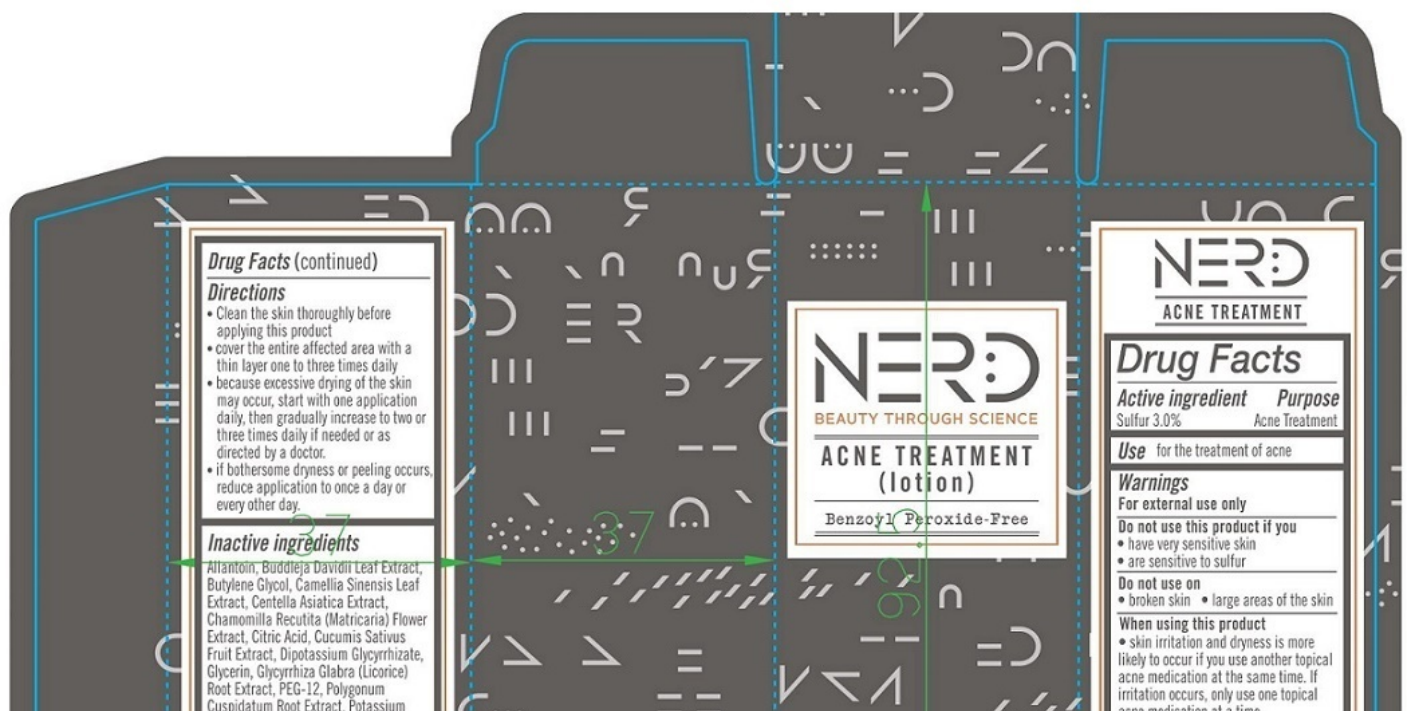 Drug Facts (continued)
Directions
• Clean the skin thoroughly before
applying this product
• cover the entire affected area with a
thin layer one to three times daily
• because excessive drying of the skin
may occur, start with one application
daily, then gradually increase to two or
three times daily if needed or as
directed by a doctor.
• if bothersome dryness or peeling occurs,
reduce application to once a day or
every other day.
37
Inactive ingredients
Allantoin, Buddleja Davidii Leaf Extract,
Butylene Glycol, Camellia Sinensis Leaf
Extract, Centella Asiatica Extract,
Chamomilla Recutita (Matricaria) Flower
Extract, Citric Acid, Cucumis Sativus
Fruit Extract, Dipotassium Glycyrrhizate,
Glycerin, Glycyrrhiza Glabra (Licorice)
Root Extract, PEG-12, Polygonum
Cuspidatum Root Extract, Potassium
37
NERD
BEAUTY THROUGH SCIENCE
ACNE TREATMENT
(lotion)
Benzoyl Peroxide-Free
NERD
ACNE TREATMENT
Drug Facts
Active ingredient Purpose
Sulfur 3.0% Acne Treatment
Use for the treatment of acne
Warnings
For external use only
Do not use this product if you
• have very sensitive skin
• are sensitive to sulfur
Do not use on
• broken skin • large areas of the skin
When using this product
• skin irritation and dryness is more
likely to occur if you use another topical
acne medication at the same time. If
irritation occurs, only use one topical
acne medication at a time